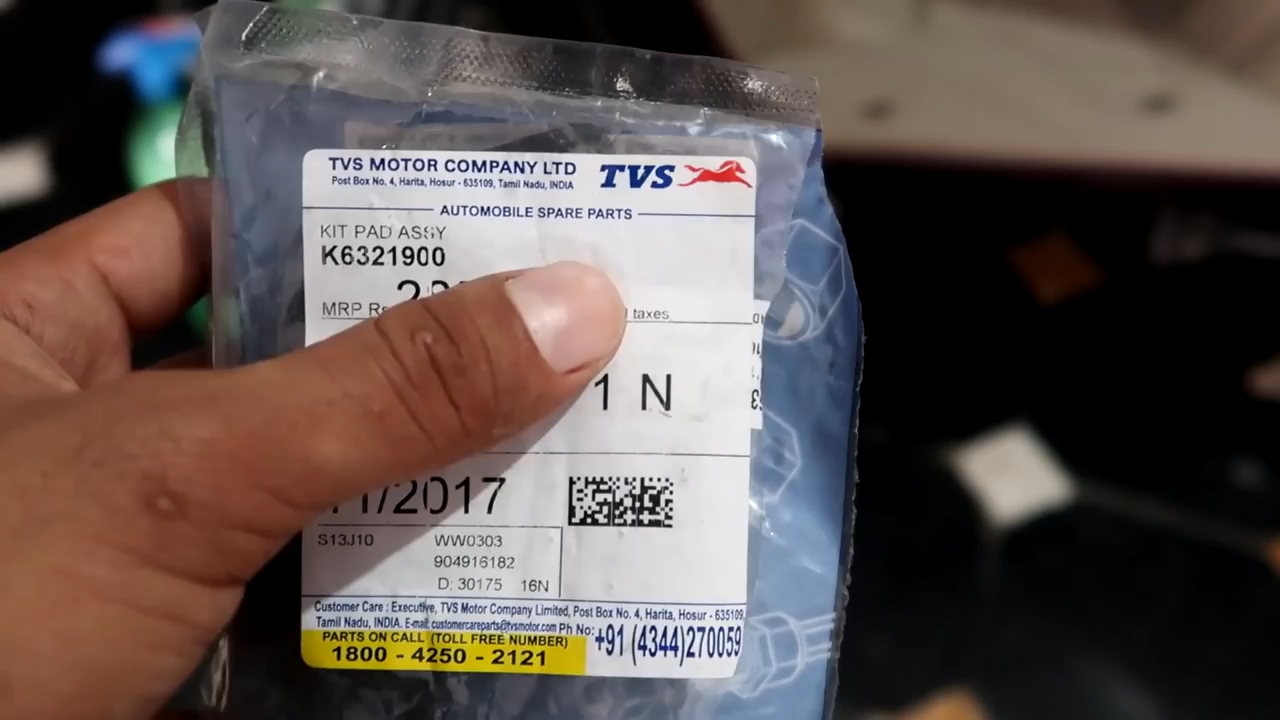 TVS MOTOR COMPANY LTD
Post Box No. 4, Harita, Hosur - 635109, Tamil Nadu, INDIA
TVS
AUTOMOBILE SPARE PARTS
KIT PAD ASSY
K6321900
MRP Rs
taxes
1 N
1/2017
S13J10
WW0303
904916182
D: 30175 16N
Customer Care : Executive, TVS Motor Company Limited, Post Box No. 4, Harita, Hosur - 635109,
Tamil Nadu, INDIA. E-mail: customercareparts@tvsmotor.com Ph No: +91 (4344)270059
PARTS ON CALL (TOLL FREE NUMBER)
1800 - 4250 - 2121